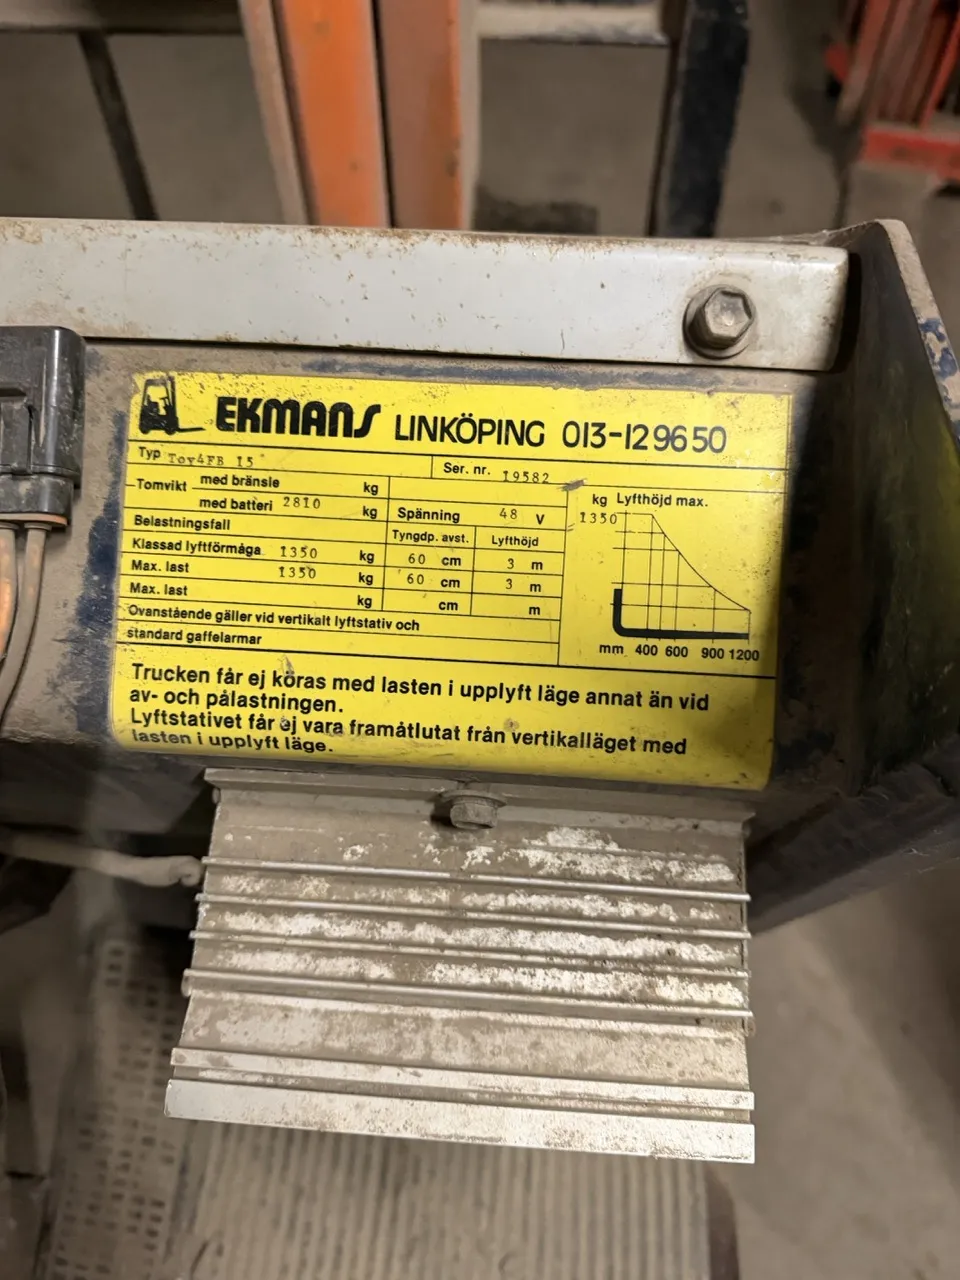 EKMANS LINKÖPING 013-129650
Typ Toy4FB 15 Ser. nr. 19582
Tomvikt med bränsle kg
med batteri 2810 kg Spänning 48 V
Belastningsfall Tyngdp. avst. Lyfthöjd
Klassad lyftförmåga 1350 kg 60 cm 3 m
Max. last 1350 kg 60 cm 3 m
Max. last kg cm m
Ovanstående gäller vid vertikalt lyftstativ och
standard gaffelarmar
kg Lyfthöjd max.
1350
mm 400 600 900 1200
Trucken får ej köras med lasten i upplyft läge annat än vid
av- och pålastningen.
Lyftstativet får ej vara framåtlutat från vertikalläget med
lasten i upplyft läge.